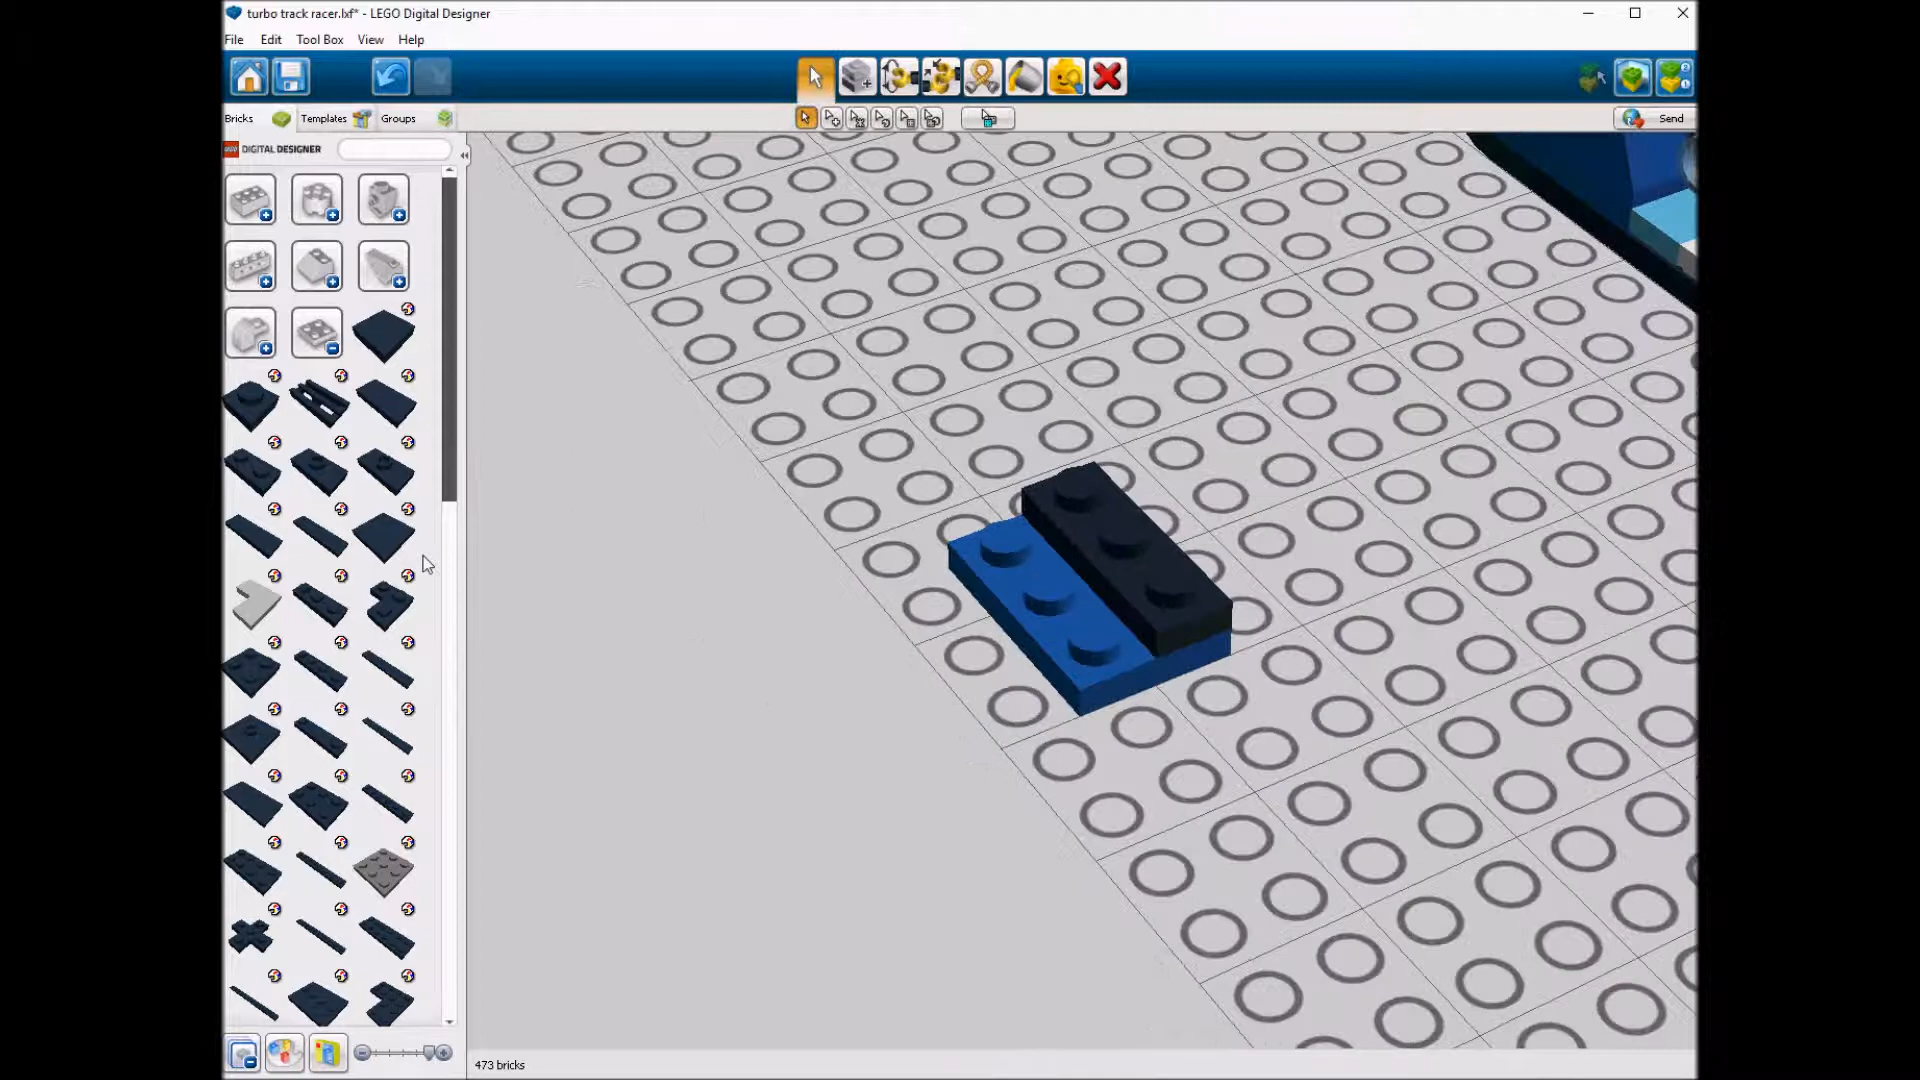 turbo track racer.lxf* - LEGO Digital Designer
File Edit Tool Box View Help
Bricks Templates Groups
Send
LEGO DIGITAL DESIGNER
473 bricks